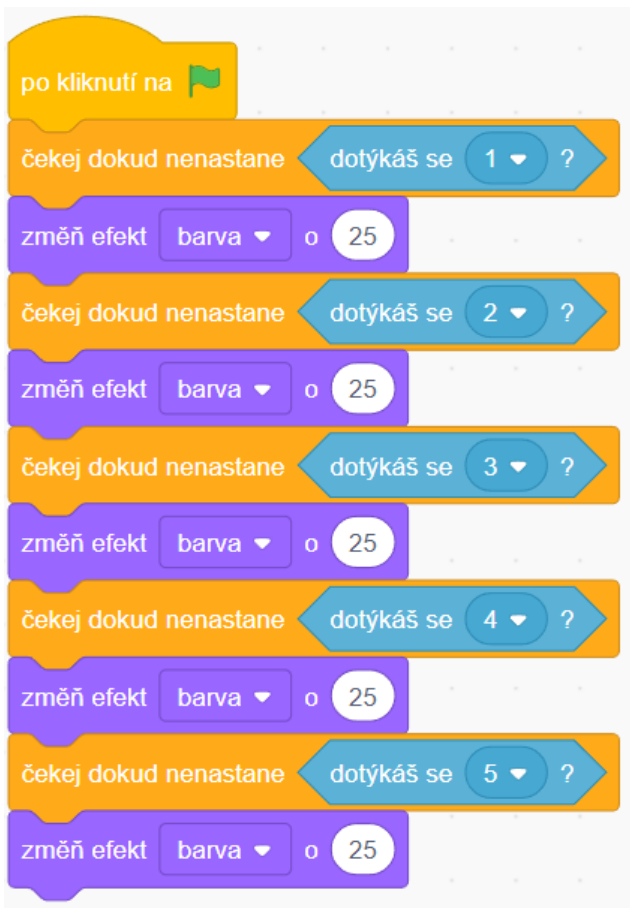 po kliknutí na
čekej dokud nenastane dotýkáš se 1 ?
změň efekt barva o 25
čekej dokud nenastane dotýkáš se 2 ?
změň efekt barva o 25
čekej dokud nenastane dotýkáš se 3 ?
změň efekt barva o 25
čekej dokud nenastane dotýkáš se 4 ?
změň efekt barva o 25
čekej dokud nenastane dotýkáš se 5 ?
změň efekt barva o 25